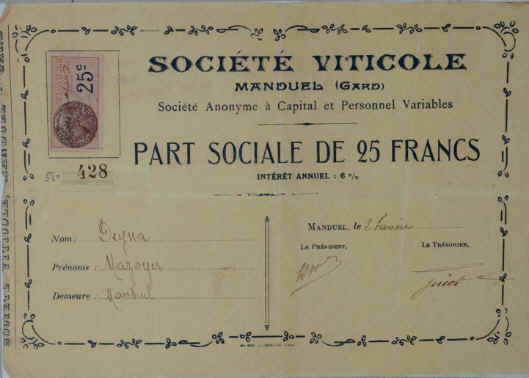 SOCIÉTÉ VITICOLE
MANDUEL (GARD)
Société Anonyme à Capital et Personnel Variables
25c
428
PART SOCIALE DE 25 FRANCS
INTÉRÊT ANNUEL : 6 %
MANDUEL, le
LE PRÉSIDENT,
LE TRÉSORIER,
Nom :
Prénoms :
Demeure : Manduel